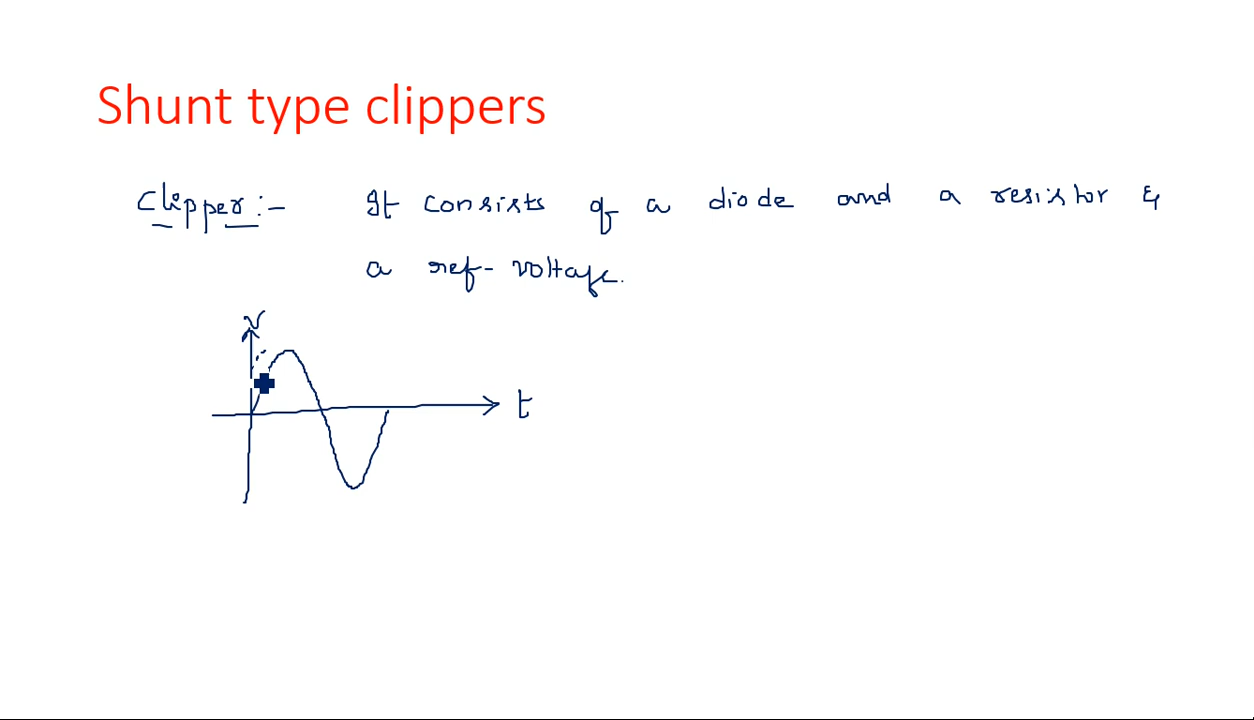 Shunt type clippers
Clipper :- It consists of a diode and a resistor &
a ref- voltage.
V
t